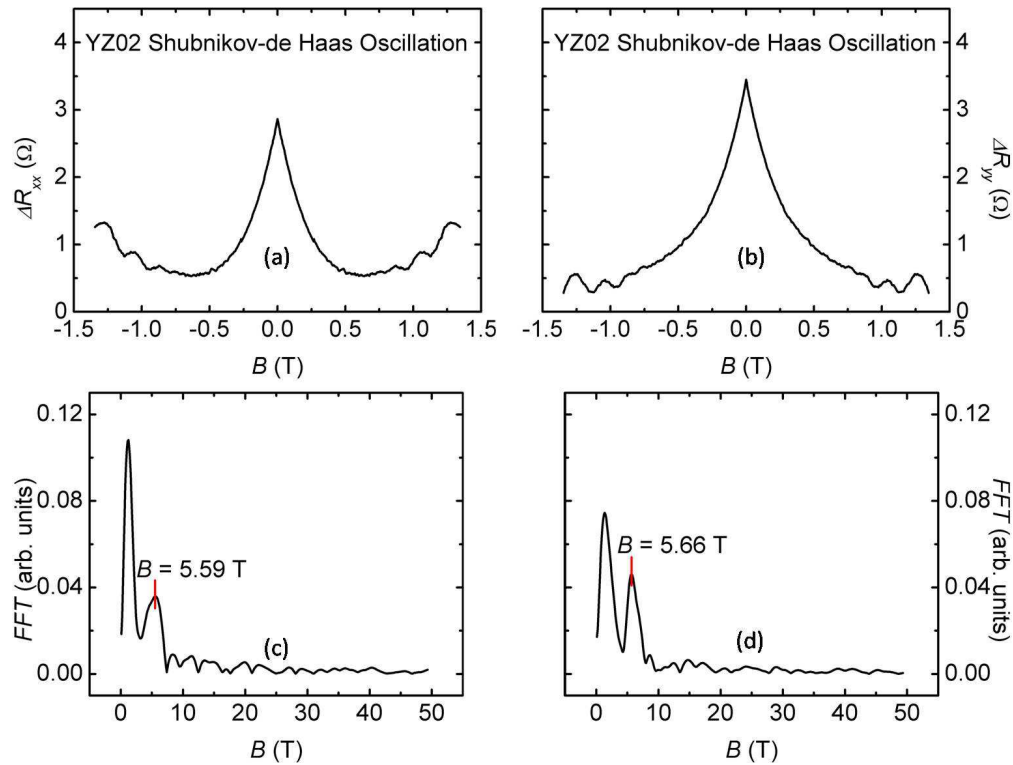 YZ02 Shubnikov-de Haas Oscillation
4
3
2
1
0
ΔRxx (Ω)
(a)
-1.5 -1.0 -0.5 0.0 0.5 1.0 1.5
B (T)
YZ02 Shubnikov-de Haas Oscillation
4
3
2
1
0
ΔRyy (Ω)
(b)
-1.5 -1.0 -0.5 0.0 0.5 1.0 1.5
B (T)
0.12
0.08
0.04
0.00
FFT (arb. units)
B = 5.59 T
(c)
0 10 20 30 40 50
B (T)
0.12
0.08
0.04
0.00
FFT (arb. units)
B = 5.66 T
(d)
0 10 20 30 40 50
B (T)